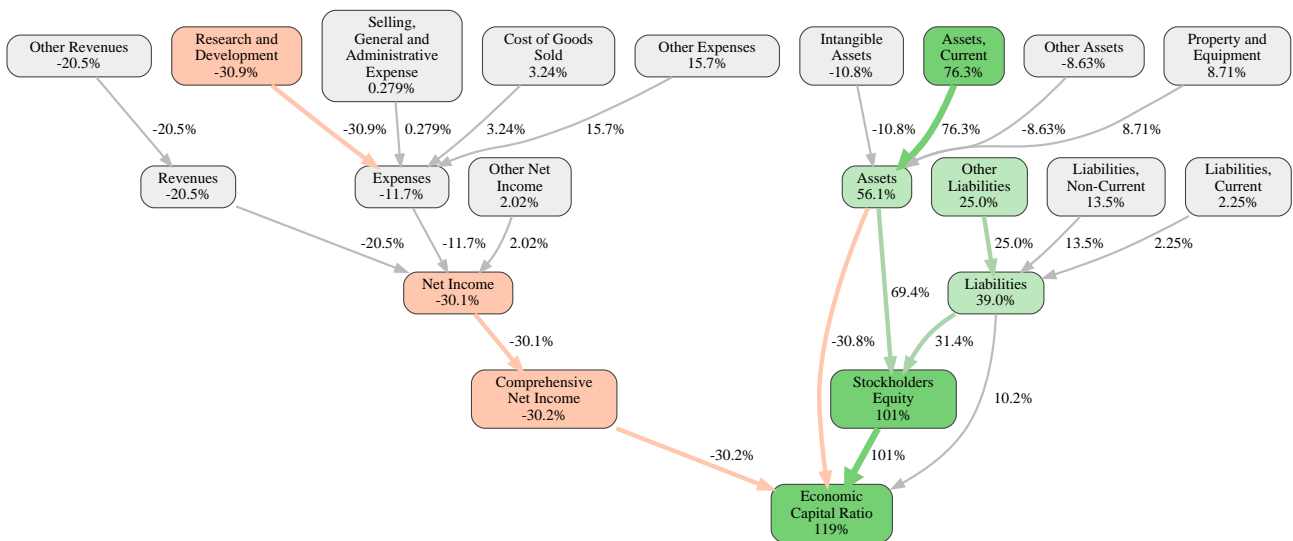 Other Revenues
-20.5%
Research and
Development
-30.9%
Selling,
General and
Administrative
Expense
0.279%
Cost of Goods
Sold
3.24%
Other Expenses
15.7%
Intangible
Assets
-10.8%
Assets,
Current
76.3%
Other Assets
-8.63%
Property and
Equipment
8.71%
-20.5%
-30.9%
0.279%
3.24%
15.7%
-10.8%
76.3%
-8.63%
8.71%
Revenues
-20.5%
Expenses
-11.7%
Other Net
Income
2.02%
Assets
56.1%
Other
Liabilities
25.0%
Liabilities,
Non-Current
13.5%
Liabilities,
Current
2.25%
-20.5%
-11.7%
2.02%
25.0%
13.5%
2.25%
Net Income
-30.1%
Liabilities
39.0%
69.4%
-30.1%
-30.8%
31.4%
Comprehensive
Net Income
-30.2%
Stockholders
Equity
101%
10.2%
-30.2%
101%
Economic
Capital Ratio
119%